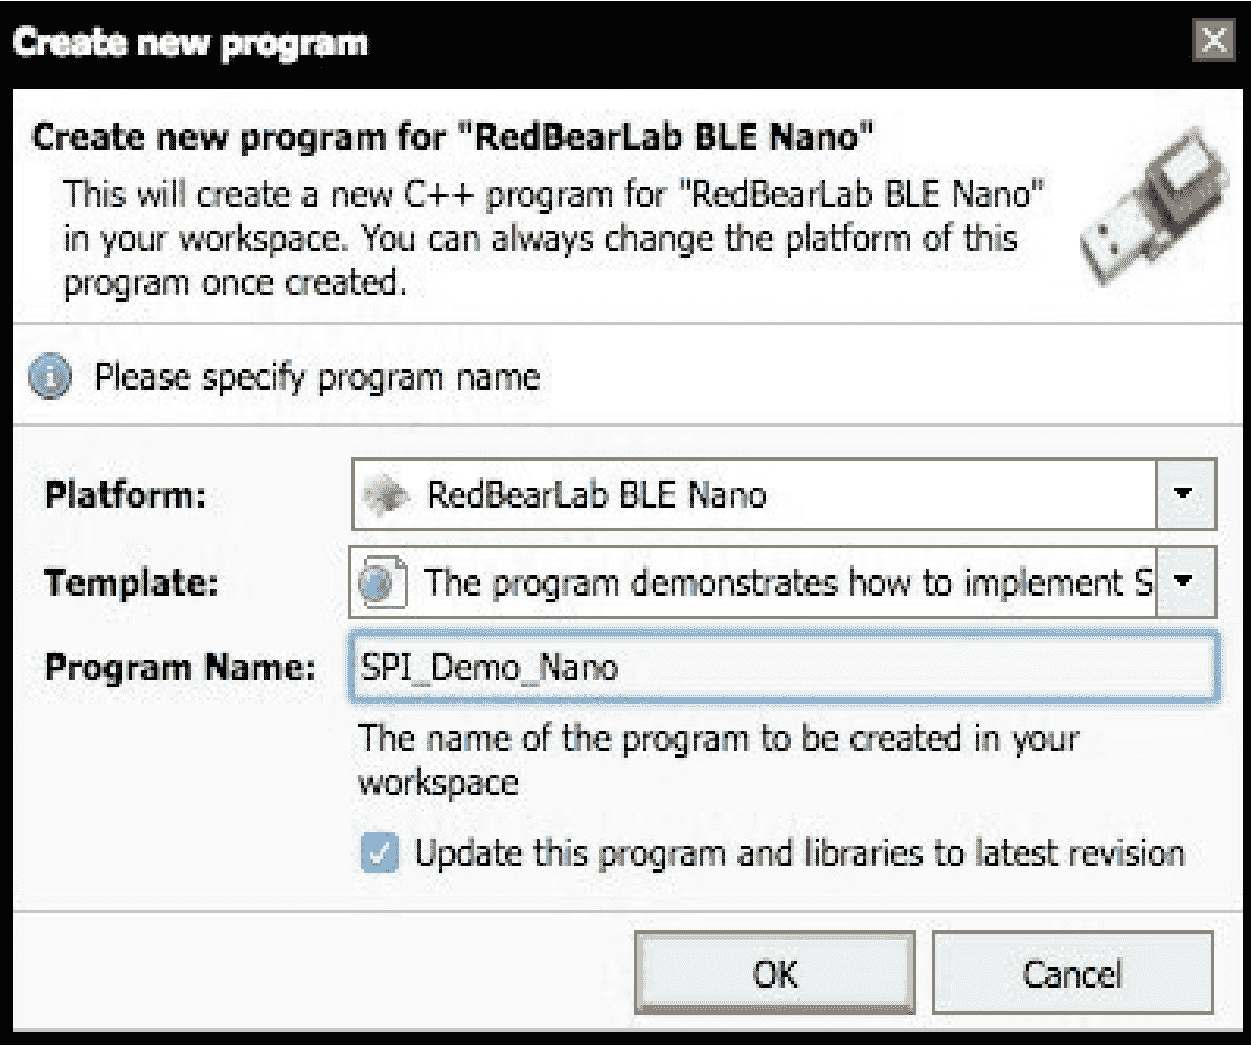 Create new program
Create new program for "RedBearLab BLE Nano"
This will create a new C++ program for "RedBearLab BLE Nano"
in your workspace. You can always change the platform of this
program once created.
Please specify program name
Platform: RedBearLab BLE Nano
Template: The program demonstrates how to implement S
Program Name: SPI_Demo_Nano
The name of the program to be created in your
workspace
Update this program and libraries to latest revision
OK Cancel